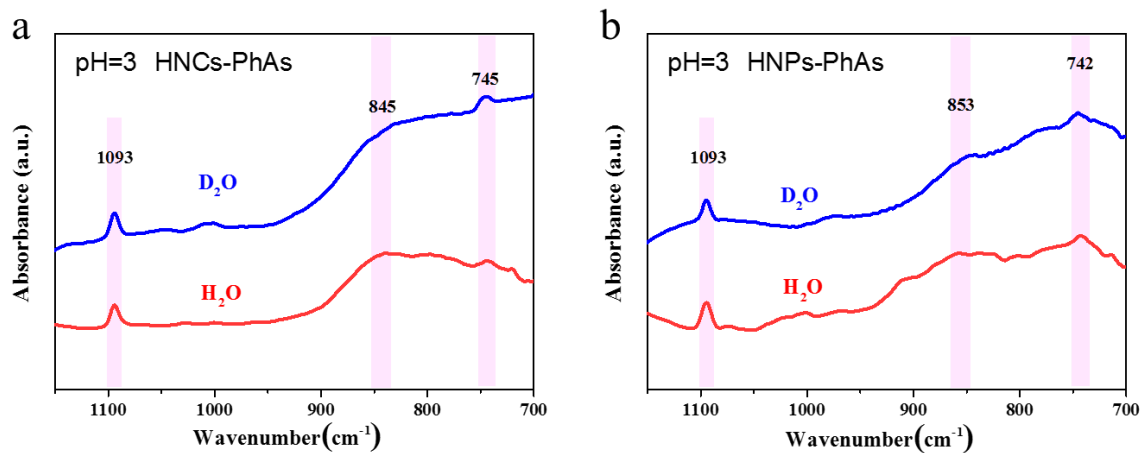 a
pH=3 HNCs-PhAs
745
845
1093
D₂O
H₂O
Absorbance (a.u.)
1100 1000 900 800 700
Wavenumber(cm⁻¹)
b
pH=3 HNPs-PhAs
742
853
1093
D₂O
H₂O
Absorbance (a.u.)
1100 1000 900 800 700
Wavenumber(cm⁻¹)